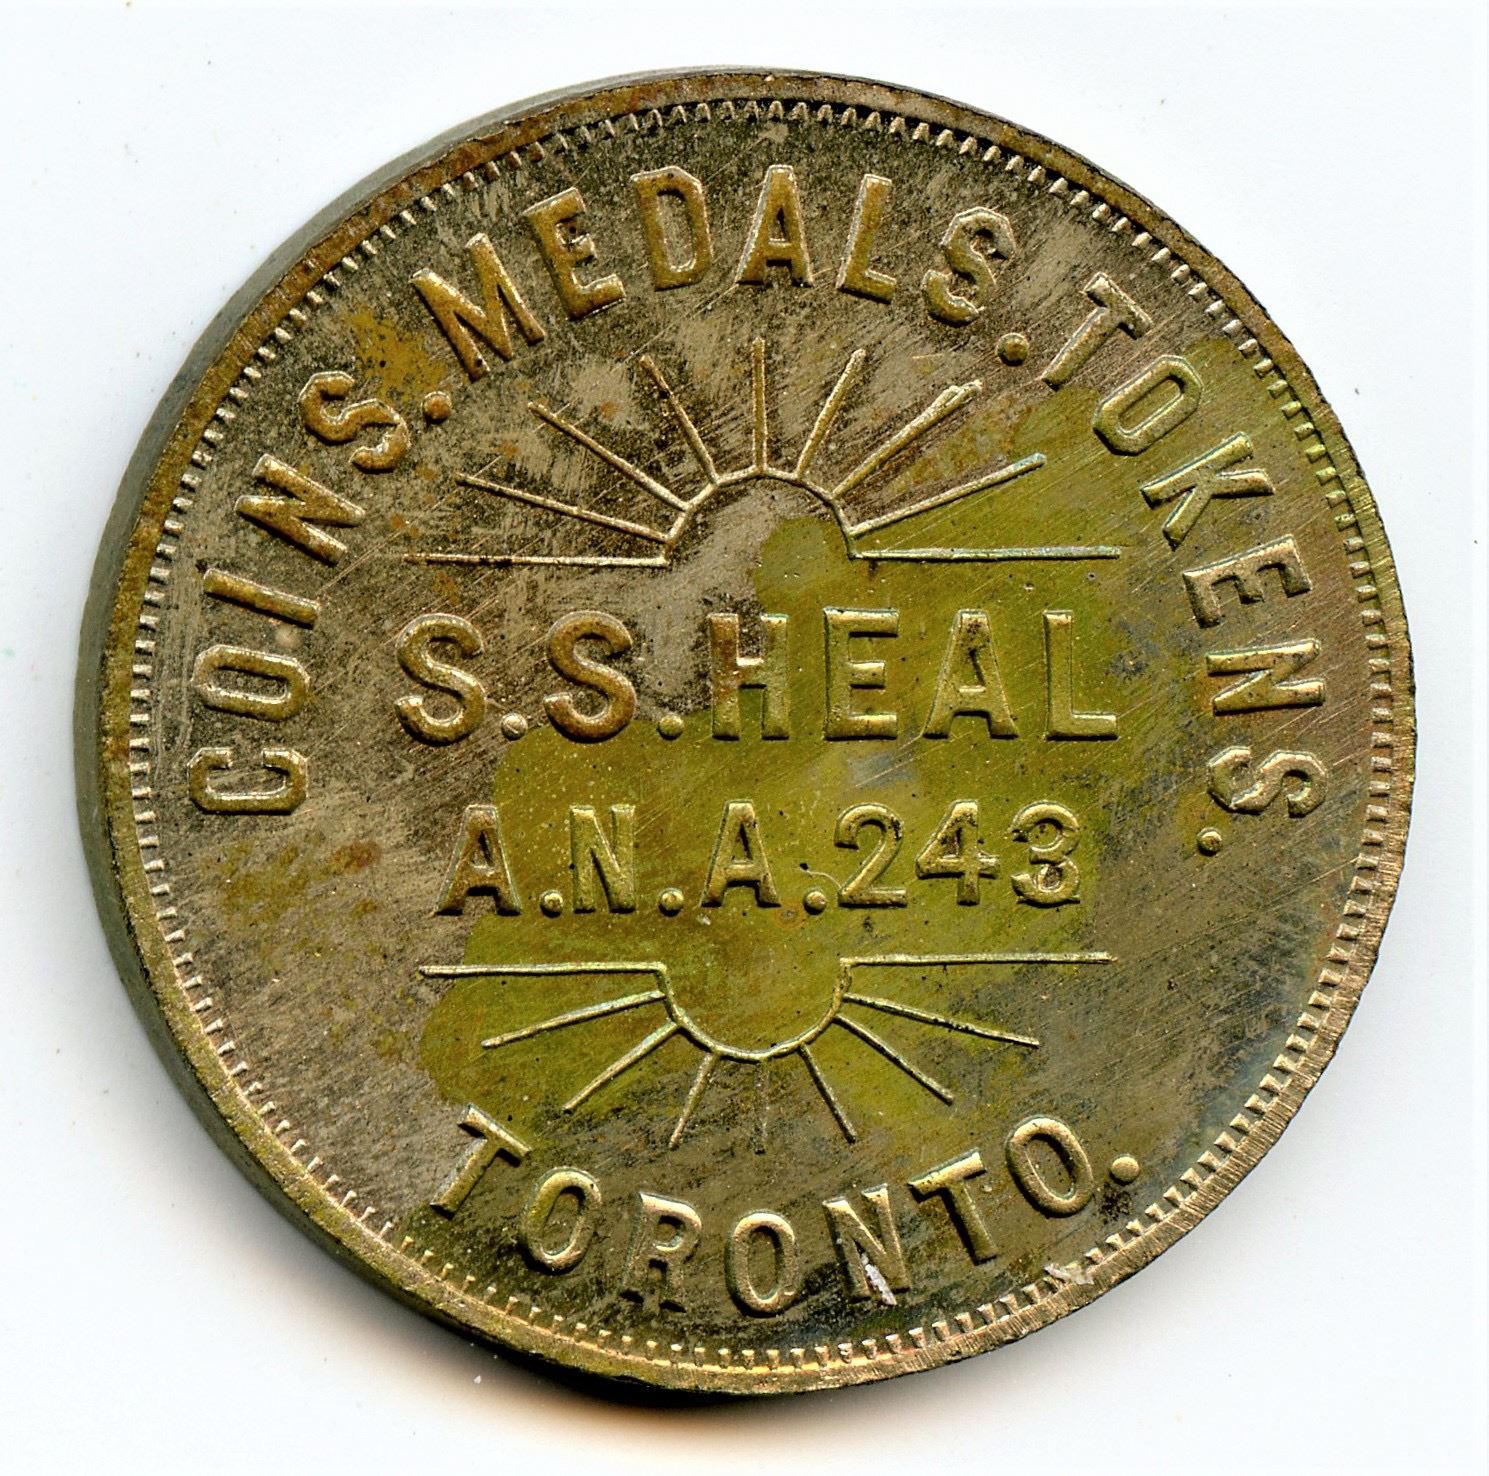 COINS. MEDALS. TOKENS.
S.S. HEAL
A.N.A. 243
TORONTO.